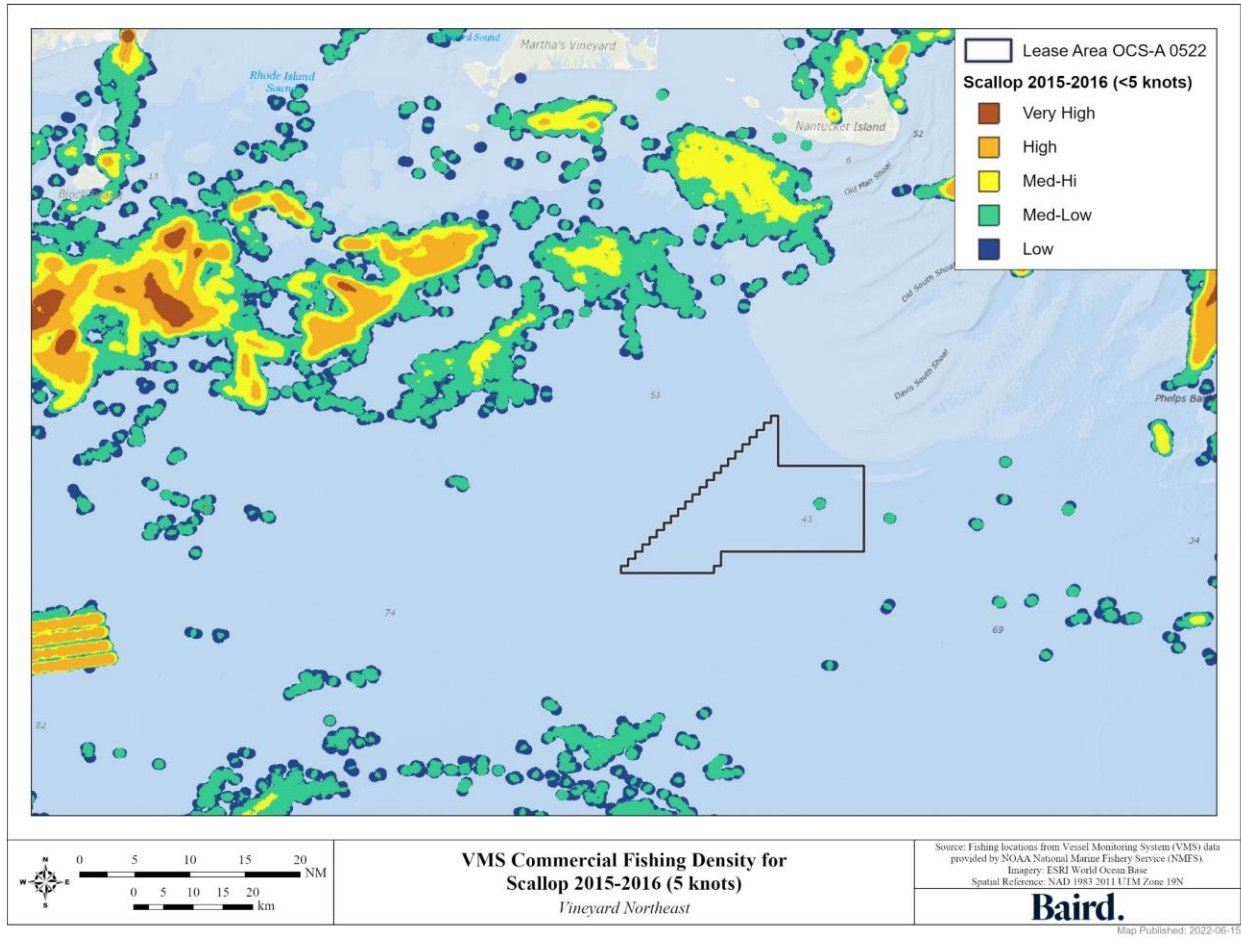 Sound
Martha's Vineyard
Rhode Island
Sound
Nantucket Island
52
6
Old Man Shoal
13
Block
Old South Shoal
Davis South Shoal
Phelps Bank
53
43
34
74
69
82
Lease Area OCS-A 0522
Scallop 2015-2016 (<5 knots)
Very High
High
Med-Hi
Med-Low
Low
N
W
E
S
0 5 10 15 20
NM
0 5 10 15 20
km
VMS Commercial Fishing Density for
Scallop 2015-2016 (5 knots)
Vineyard Northeast
Source: Fishing locations from Vessel Monitoring System (VMS) data
provided by NOAA National Marine Fishery Service (NMFS).
Imagery: ESRI World Ocean Base
Spatial Reference: NAD 1983 2011 UTM Zone 19N
Baird.
Map Published: 2022-06-15